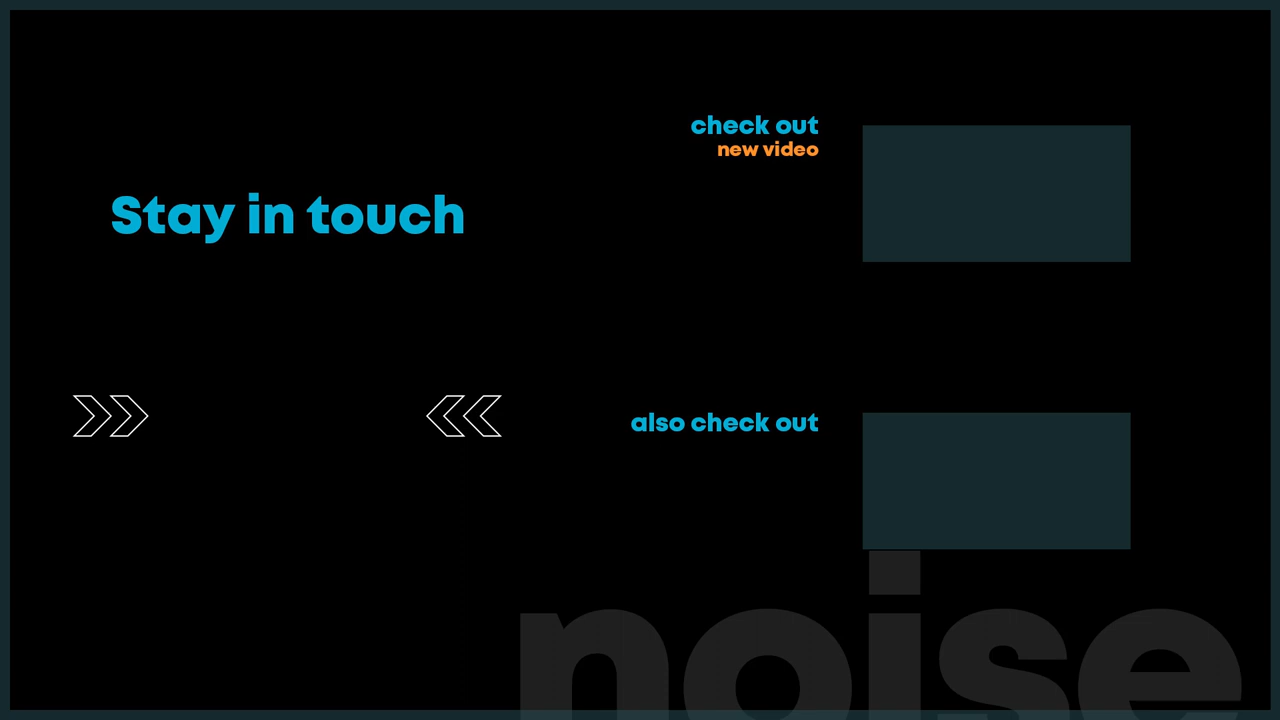 Stay in touch
check out
new video
also check out
noise